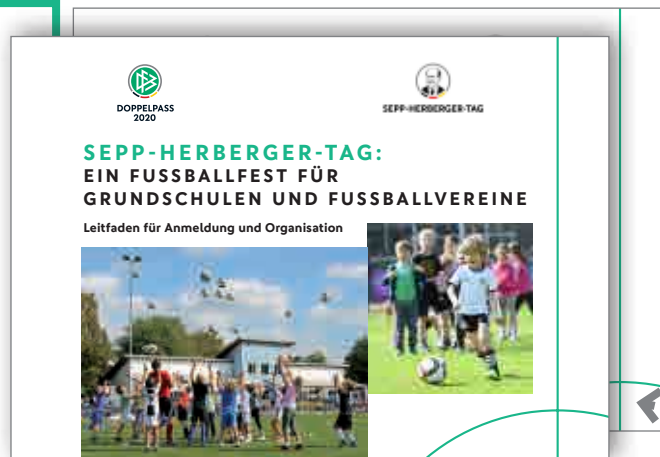 DFB
DOPPELPASS
2020
SEPP-HERBERGER-TAG
SEPP-HERBERGER-TAG:
EIN FUSSBALLFEST FÜR
GRUNDSCHULEN UND FUSSBALLVEREINE
Leitfaden für Anmeldung und Organisation